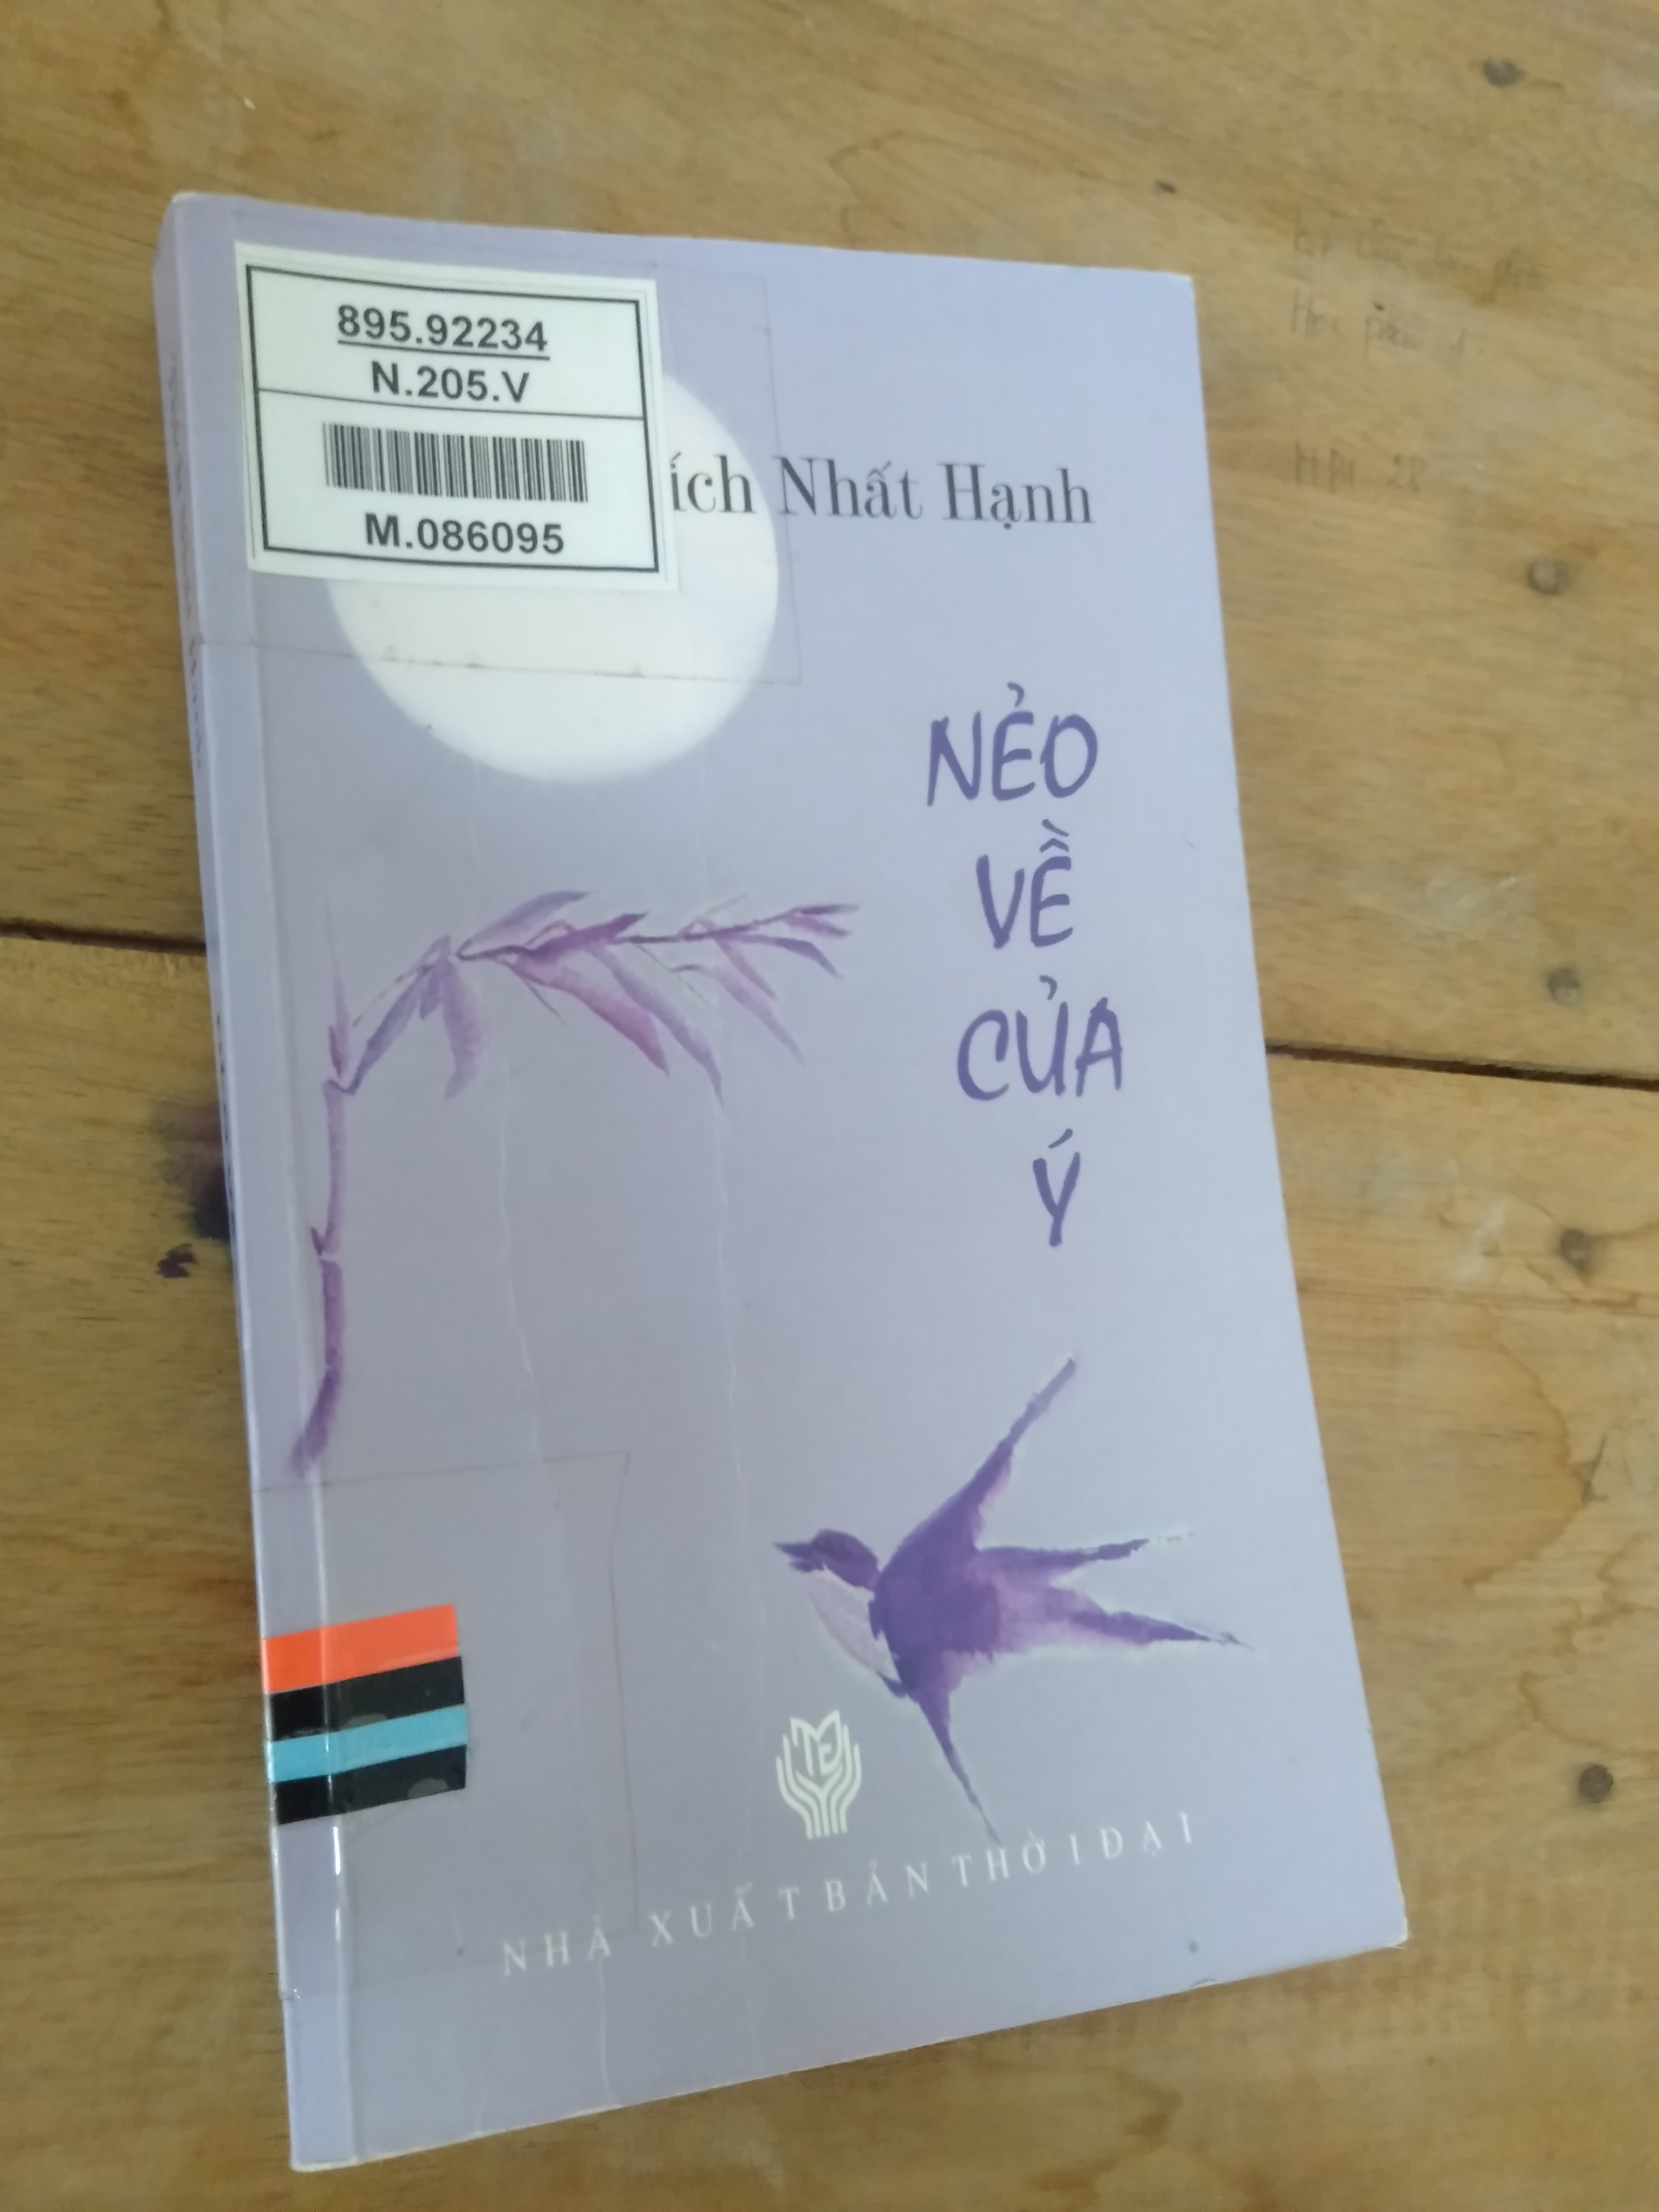 895.92234
N.205.V
M.086095
ích Nhất Hạnh
NẺO
VỀ
CỦA
Ý
NHÀ XUẤT BẢN THỜI ĐẠI